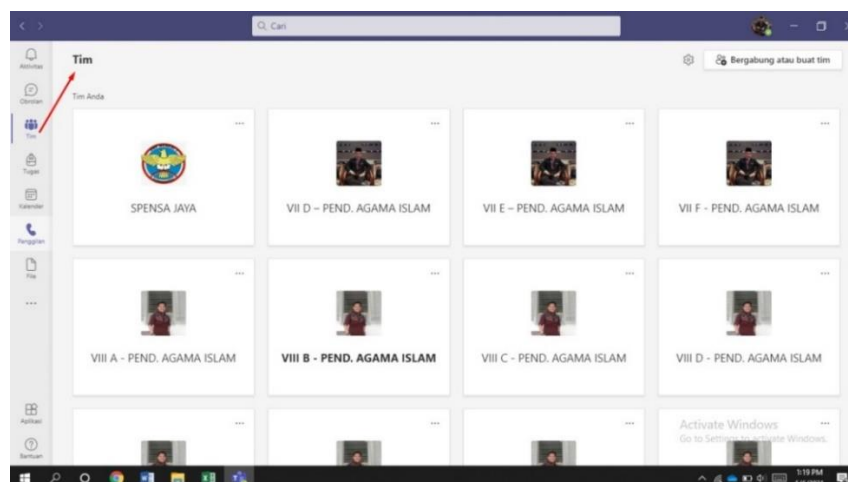 Cari
Aktivitas
Obrolan
Tim
Tugas
Kalender
Panggilan
File
Aplikasi
Bantuan
Tim
Bergabung atau buat tim
Tim Anda
SPENSA JAYA
VII D – PEND. AGAMA ISLAM
VII E – PEND. AGAMA ISLAM
VII F - PEND. AGAMA ISLAM
VIII A - PEND. AGAMA ISLAM
VIII B - PEND. AGAMA ISLAM
VIII C - PEND. AGAMA ISLAM
VIII D - PEND. AGAMA ISLAM
Activate Windows
Go to Settings to activate Windows.
1:19 PM